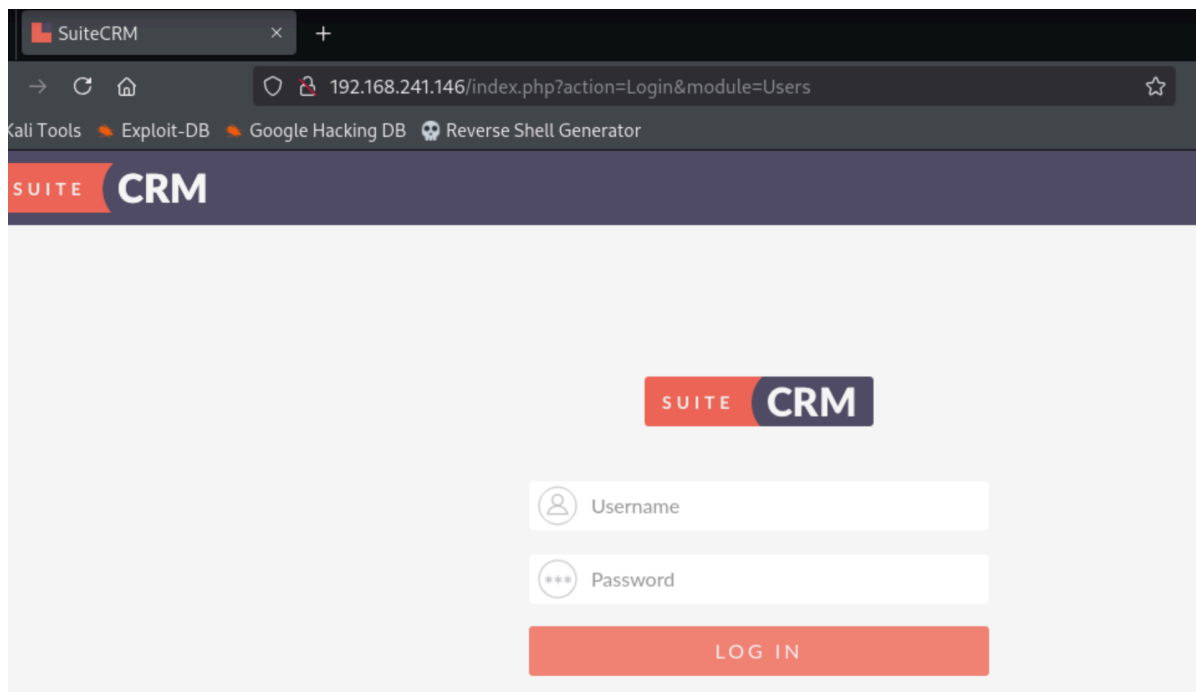 SuiteCRM
192.168.241.146/index.php?action=Login&module=Users
Kali Tools Exploit-DB Google Hacking DB Reverse Shell Generator
SUITE CRM
SUITE CRM
Username
*** Password
LOG IN